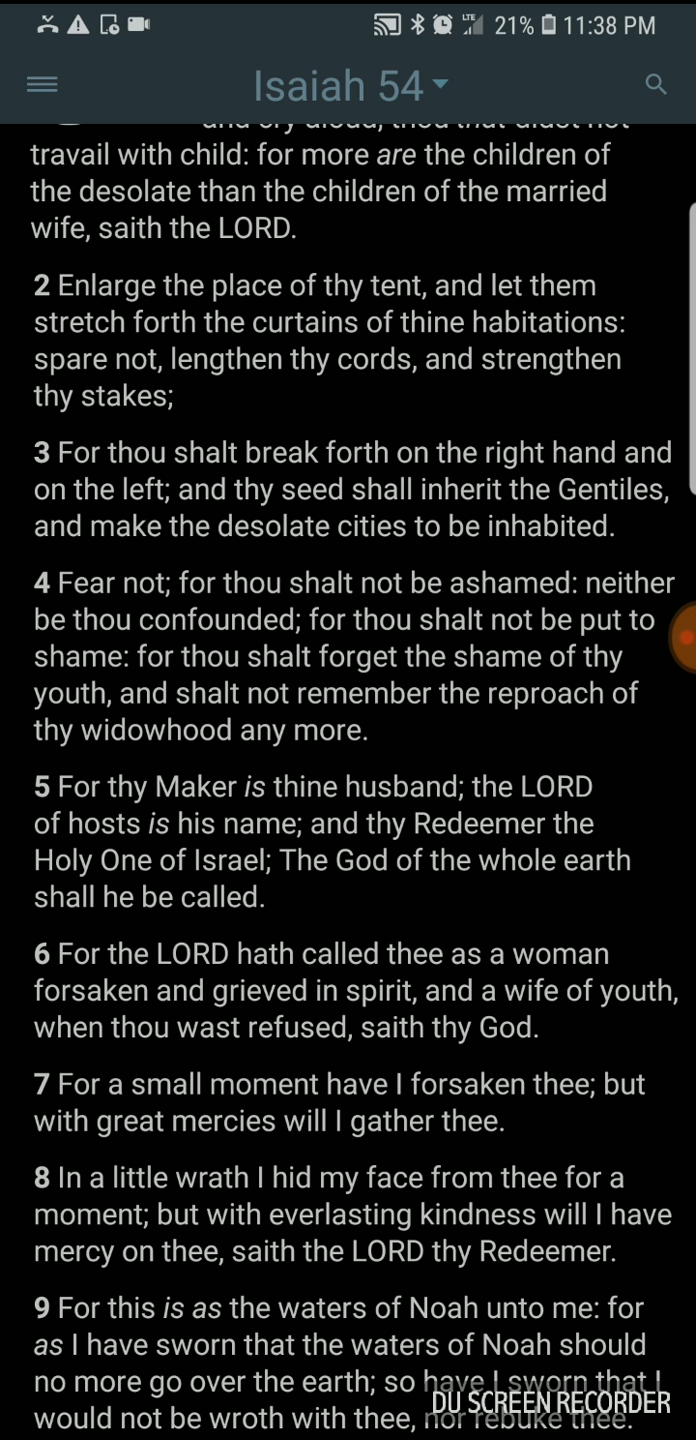 LTE 21% 11:38 PM
Isaiah 54
and cry aloud, thou that didst not
travail with child: for more are the children of
the desolate than the children of the married
wife, saith the LORD.
2 Enlarge the place of thy tent, and let them
stretch forth the curtains of thine habitations:
spare not, lengthen thy cords, and strengthen
thy stakes;
3 For thou shalt break forth on the right hand and
on the left; and thy seed shall inherit the Gentiles,
and make the desolate cities to be inhabited.
4 Fear not; for thou shalt not be ashamed: neither
be thou confounded; for thou shalt not be put to
shame: for thou shalt forget the shame of thy
youth, and shalt not remember the reproach of
thy widowhood any more.
5 For thy Maker is thine husband; the LORD
of hosts is his name; and thy Redeemer the
Holy One of Israel; The God of the whole earth
shall he be called.
6 For the LORD hath called thee as a woman
forsaken and grieved in spirit, and a wife of youth,
when thou wast refused, saith thy God.
7 For a small moment have I forsaken thee; but
with great mercies will I gather thee.
8 In a little wrath I hid my face from thee for a
moment; but with everlasting kindness will I have
mercy on thee, saith the LORD thy Redeemer.
9 For this is as the waters of Noah unto me: for
as I have sworn that the waters of Noah should
no more go over the earth; so have I sworn that I
DU SCREEN RECORDER
would not be wroth with thee, nor rebuke thee.